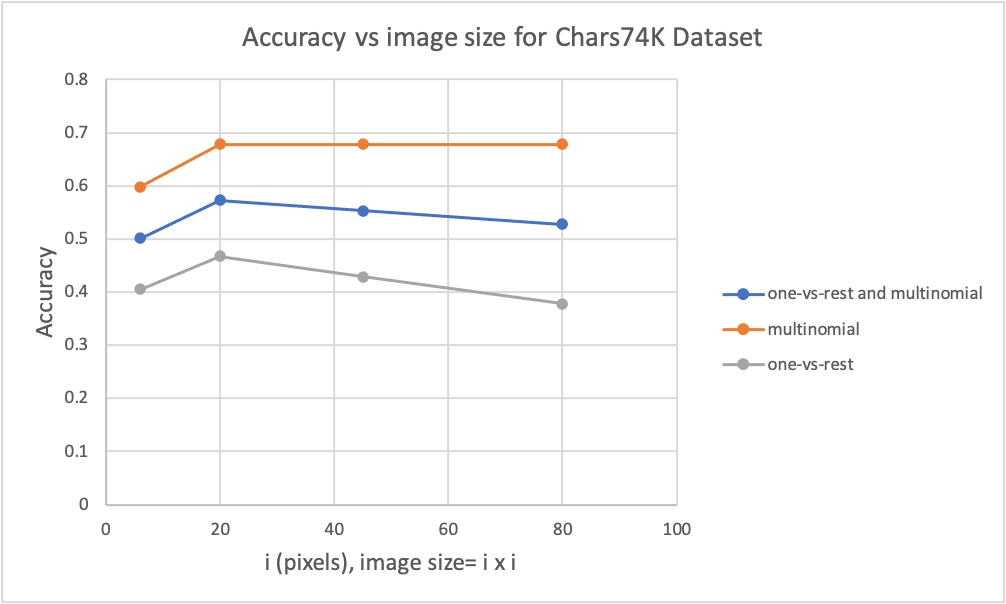 Accuracy vs image size for Chars74K Dataset
0.8
0.7
0.6
0.5
0.4
0.3
0.2
0.1
0
Accuracy
0 20 40 60 80 100
i (pixels), image size= i x i
one-vs-rest and multinomial
multinomial
one-vs-rest